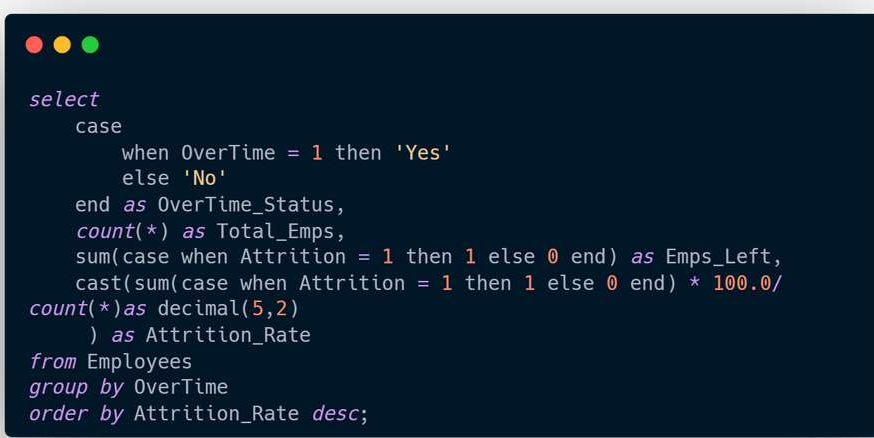 select
    case
        when OverTime = 1 then 'Yes'
        else 'No'
    end as OverTime_Status,
    count(*) as Total_Emps,
    sum(case when Attrition = 1 then 1 else 0 end) as Emps_Left,
    cast(sum(case when Attrition = 1 then 1 else 0 end) * 100.0/
count(*)as decimal(5,2)
     ) as Attrition_Rate
from Employees
group by OverTime
order by Attrition_Rate desc;